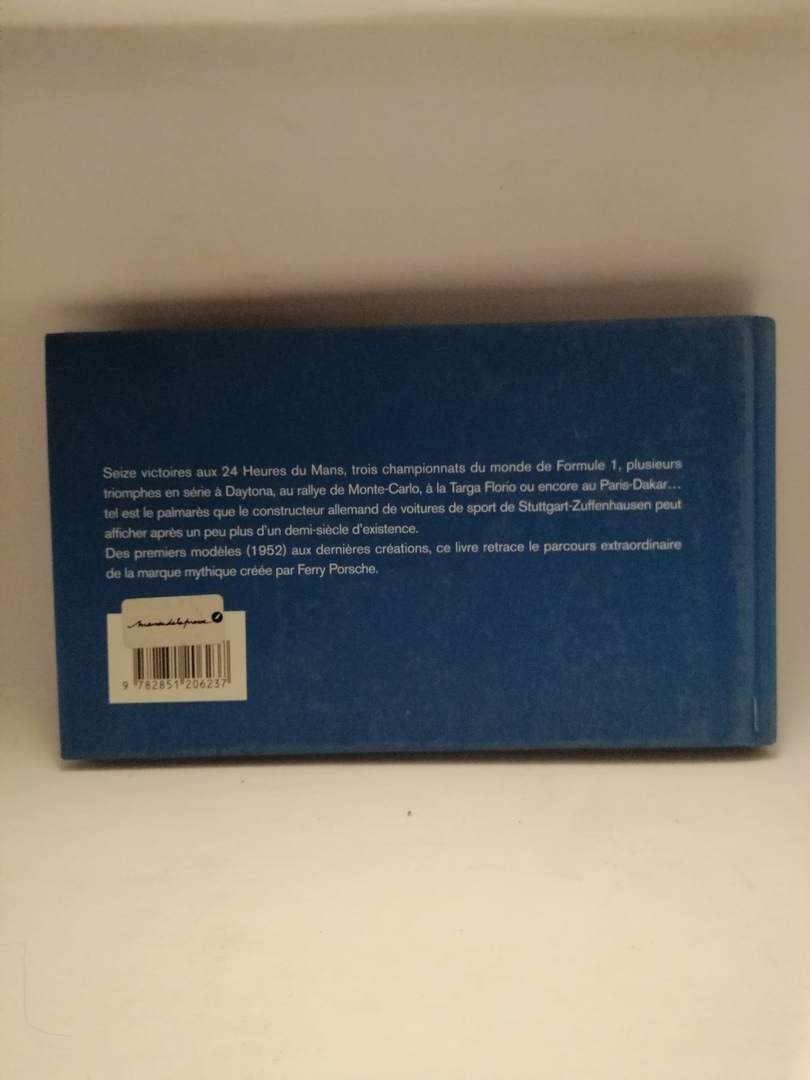 Seize victoires aux 24 Heures du Mans, trois championnats du monde de Formule 1, plusieurs
triomphes en série à Daytona, au rallye de Monte-Carlo, à la Targa Florio ou encore au Paris-Dakar...
tel est le palmarès que le constructeur allemand de voitures de sport de Stuttgart-Zuffenhausen peut
afficher après un peu plus d'un demi-siècle d'existence.
Des premiers modèles (1952) aux dernières créations, ce livre retrace le parcours extraordinaire
de la marque mythique créée par Ferry Porsche.
9 782851 206237